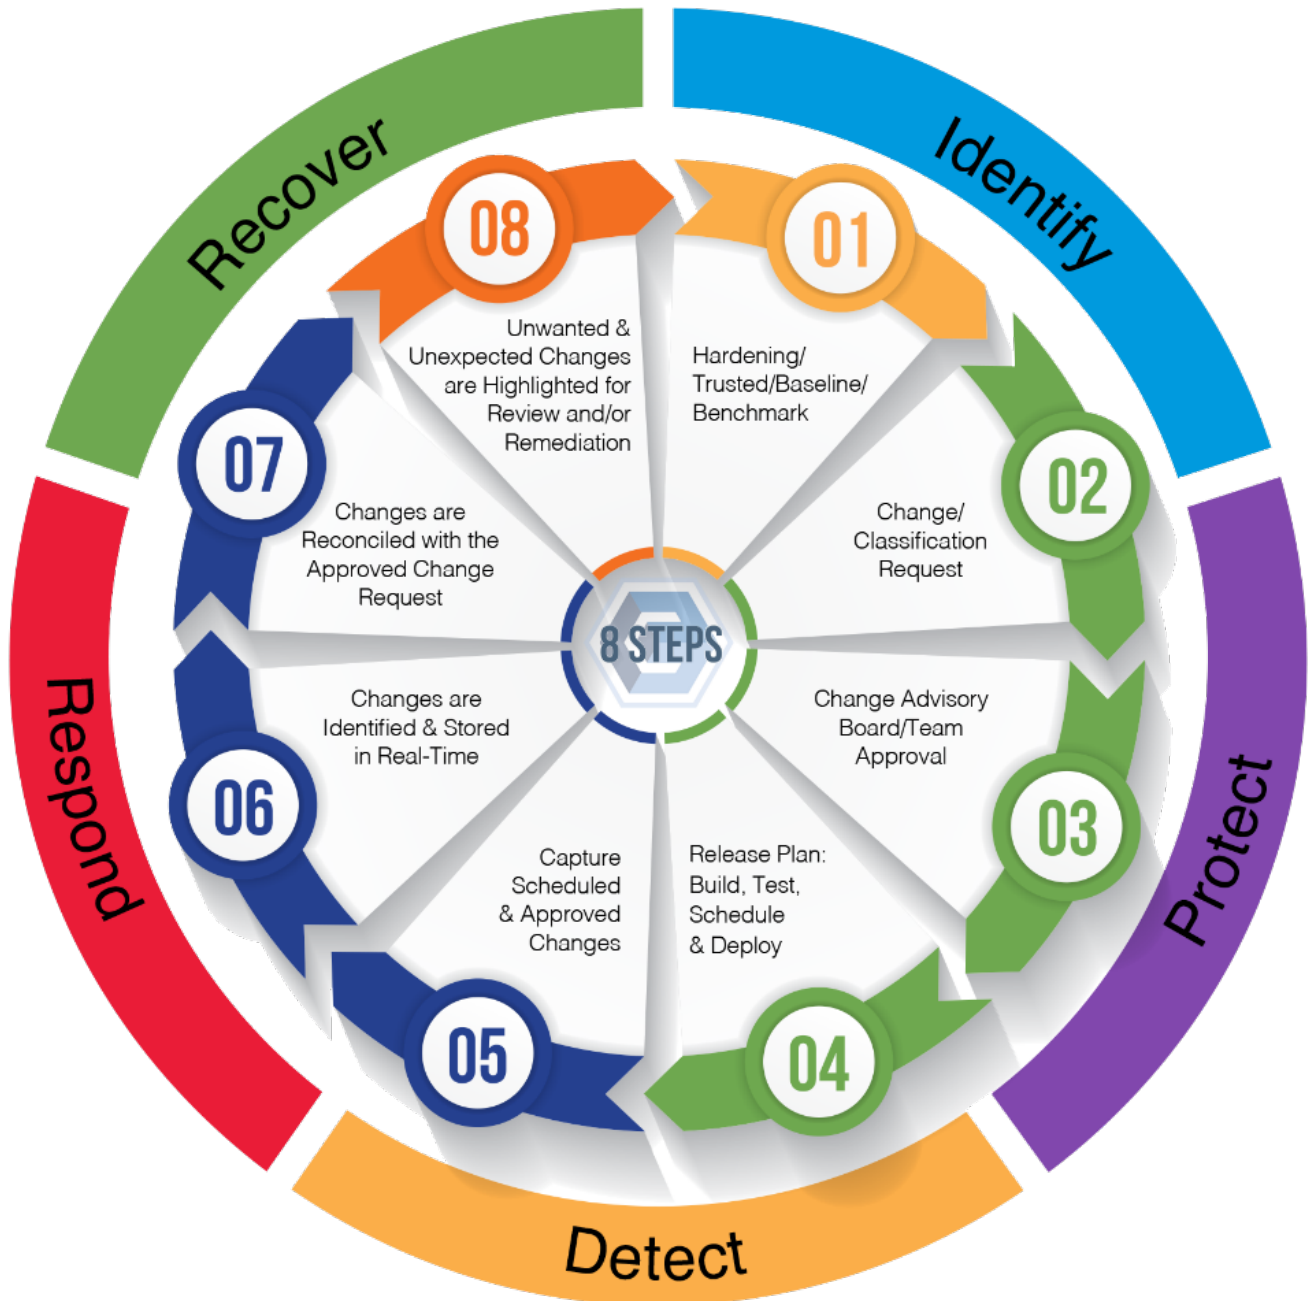 Identify
Protect
Detect
Respond
Recover
01
Hardening/
Trusted/Baseline/
Benchmark
02
Change/
Classification
Request
03
Change Advisory
Board/Team
Approval
04
Release Plan:
Build, Test,
Schedule
& Deploy
05
Capture
Scheduled
& Approved
Changes
06
Changes are
Identified & Stored
in Real-Time
07
Changes are
Reconciled with the
Approved Change
Request
08
Unwanted &
Unexpected Changes
are Highlighted for
Review and/or
Remediation
8 STEPS